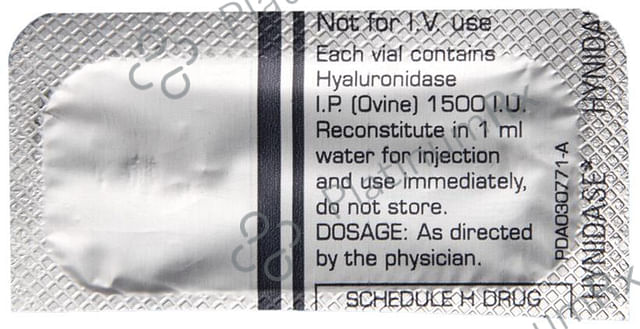 Not for I.V. use
Each vial contains
Hyaluronidase
I.P. (Ovine) 1500 I.U.
Reconstitute in 1 ml
water for injection
and use immediately,
do not store.
DOSAGE: As directed
by the physician.
SCHEDULE H DRUG
PDA030771-A
HYNIDASE*
HYNIDA
PlatinumRx